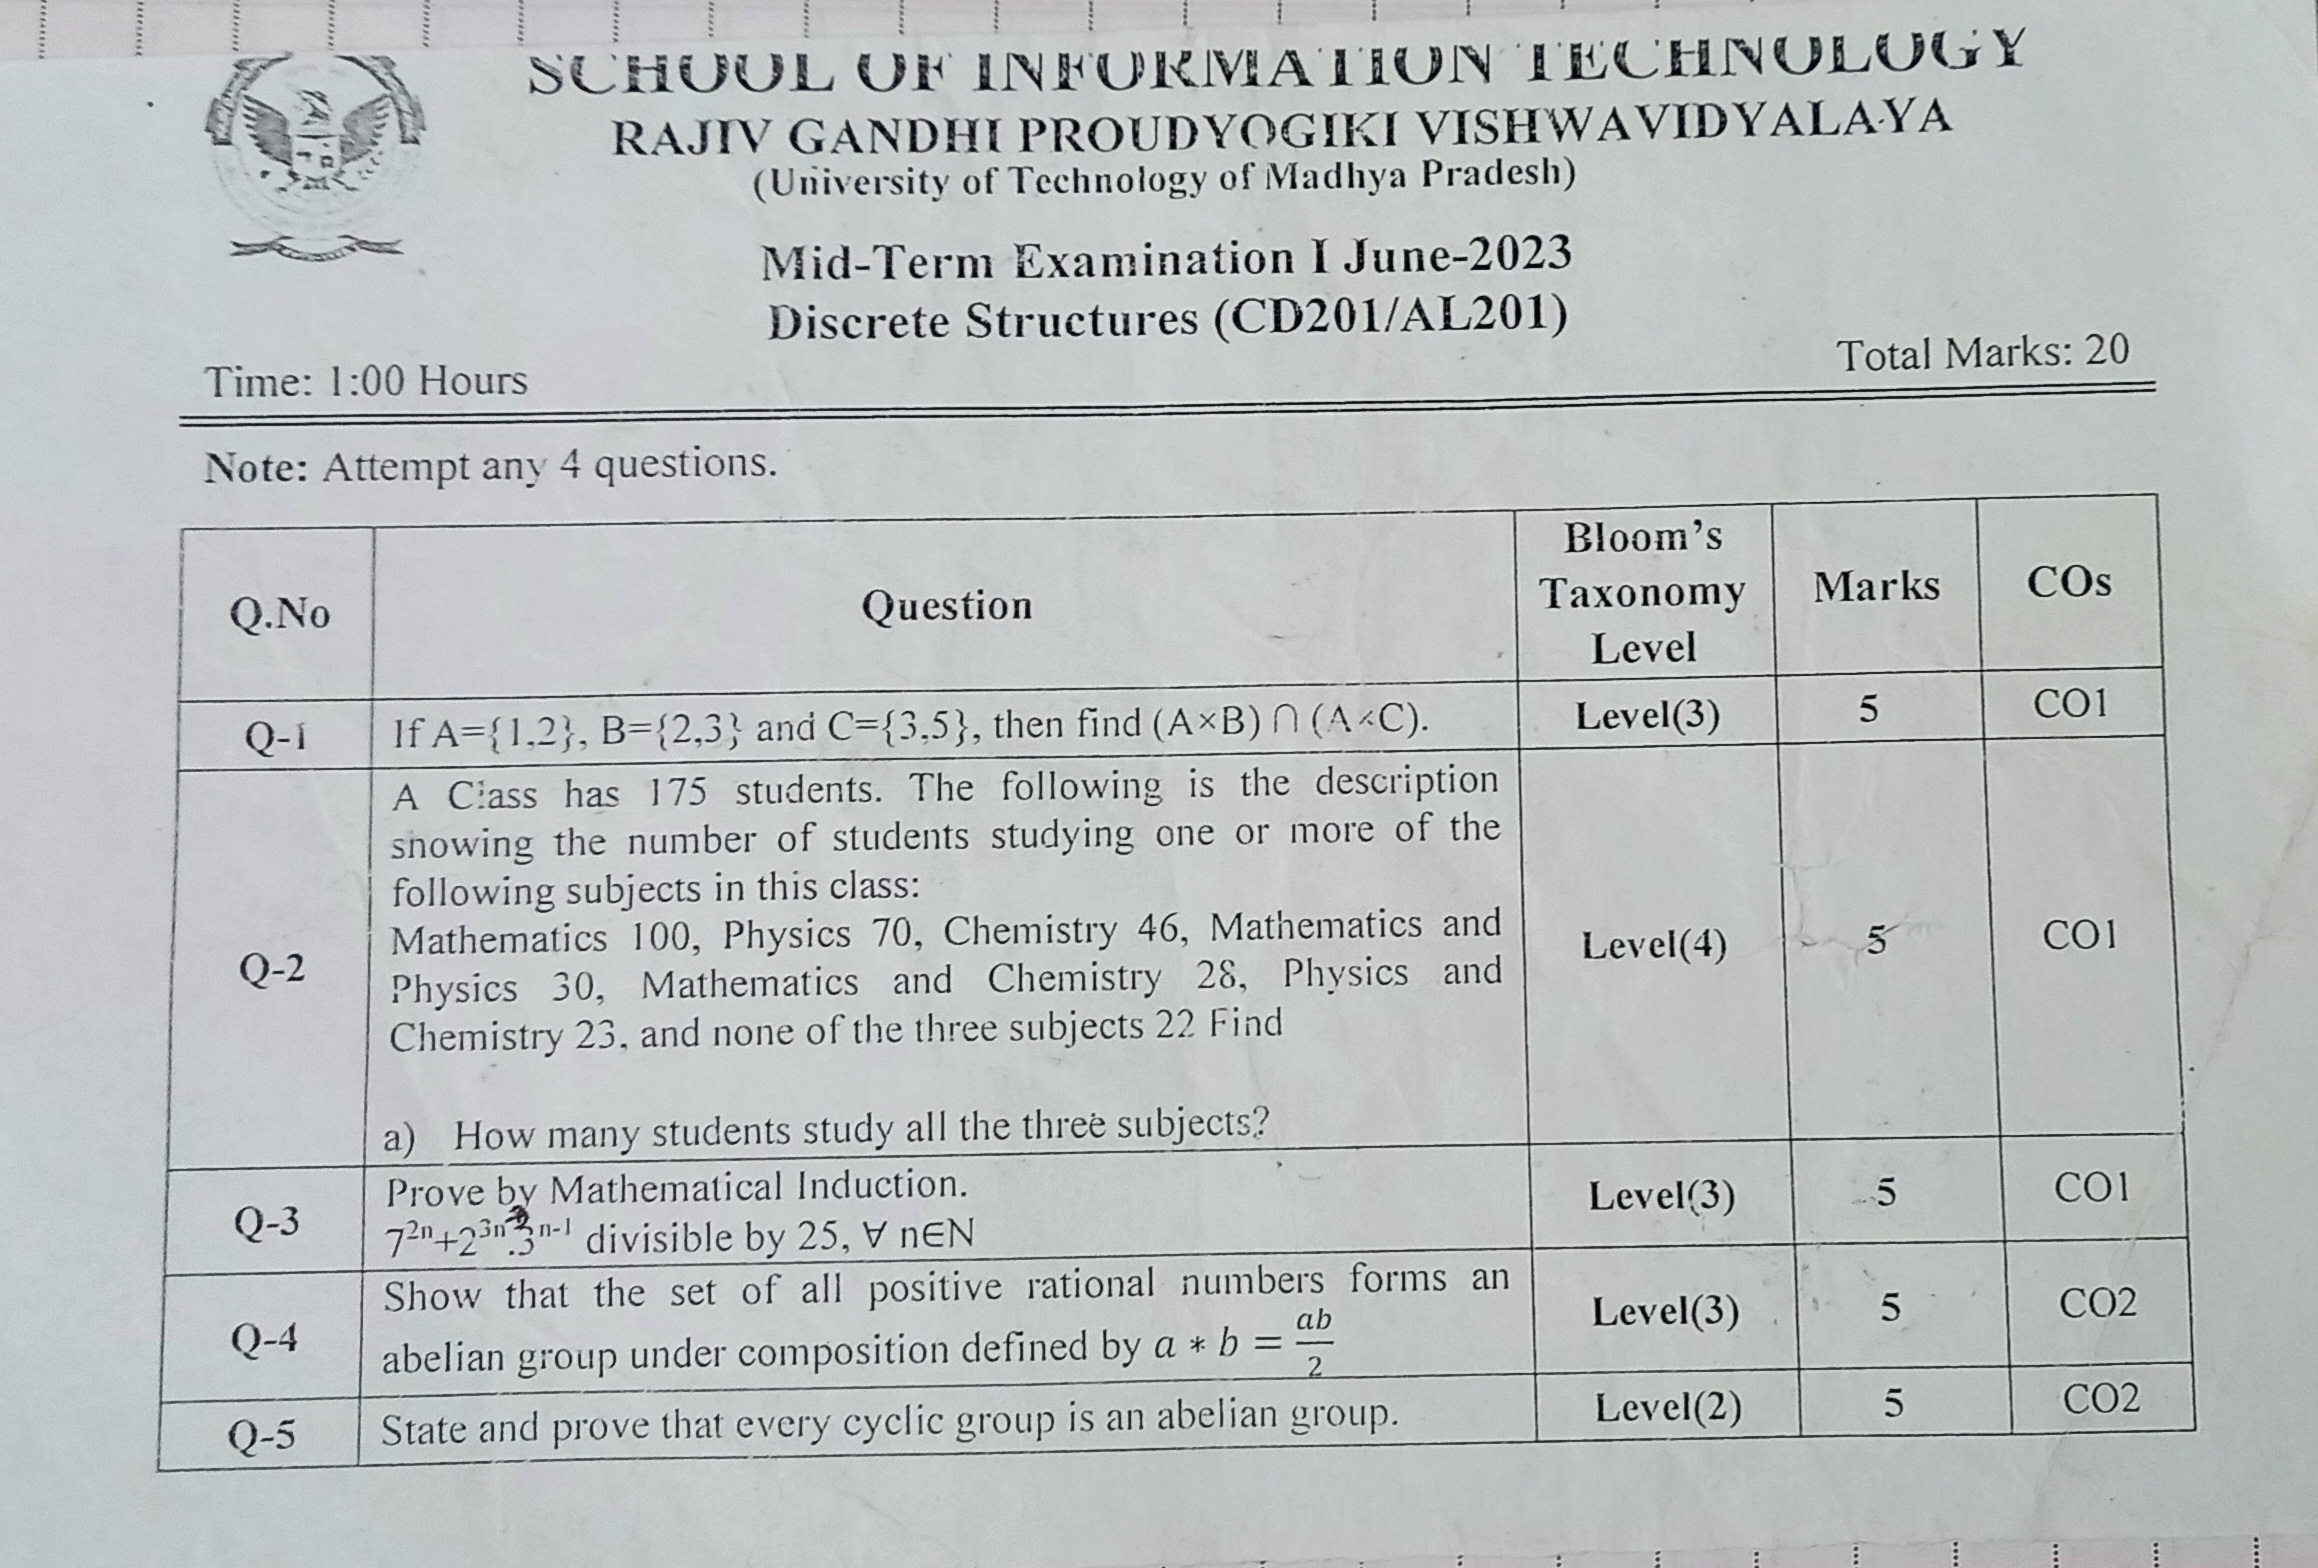 SCHOOL OF INFORMATION TECHNOLOGY
RAJIV GANDHI PROUDYOGIKI VISHWAVIDYALAYA
(University of Technology of Madhya Pradesh)
Mid-Term Examination I June-2023
Discrete Structures (CD201/AL201)
Time: 1:00 Hours Total Marks: 20
Note: Attempt any 4 questions.
Q.No Question Bloom's Taxonomy Level Marks COs
Q-1 If A={1,2}, B={2,3} and C={3,5}, then find (A×B) ∩ (A×C). Level(3) 5 CO1
Q-2
A Class has 175 students. The following is the description
showing the number of students studying one or more of the
following subjects in this class:
Mathematics 100, Physics 70, Chemistry 46, Mathematics and
Physics 30, Mathematics and Chemistry 28, Physics and
Chemistry 23, and none of the three subjects 22 Find
a) How many students study all the three subjects?
Level(4) 5 CO1
Q-3
Prove by Mathematical Induction.
7²ⁿ+2³ⁿ⁻³.3ⁿ⁻¹ divisible by 25, ∀ n∈N
Level(3) 5 CO1
Q-4
Show that the set of all positive rational numbers forms an
abelian group under composition defined by a * b = ab/2
Level(3) 5 CO2
Q-5 State and prove that every cyclic group is an abelian group. Level(2) 5 CO2